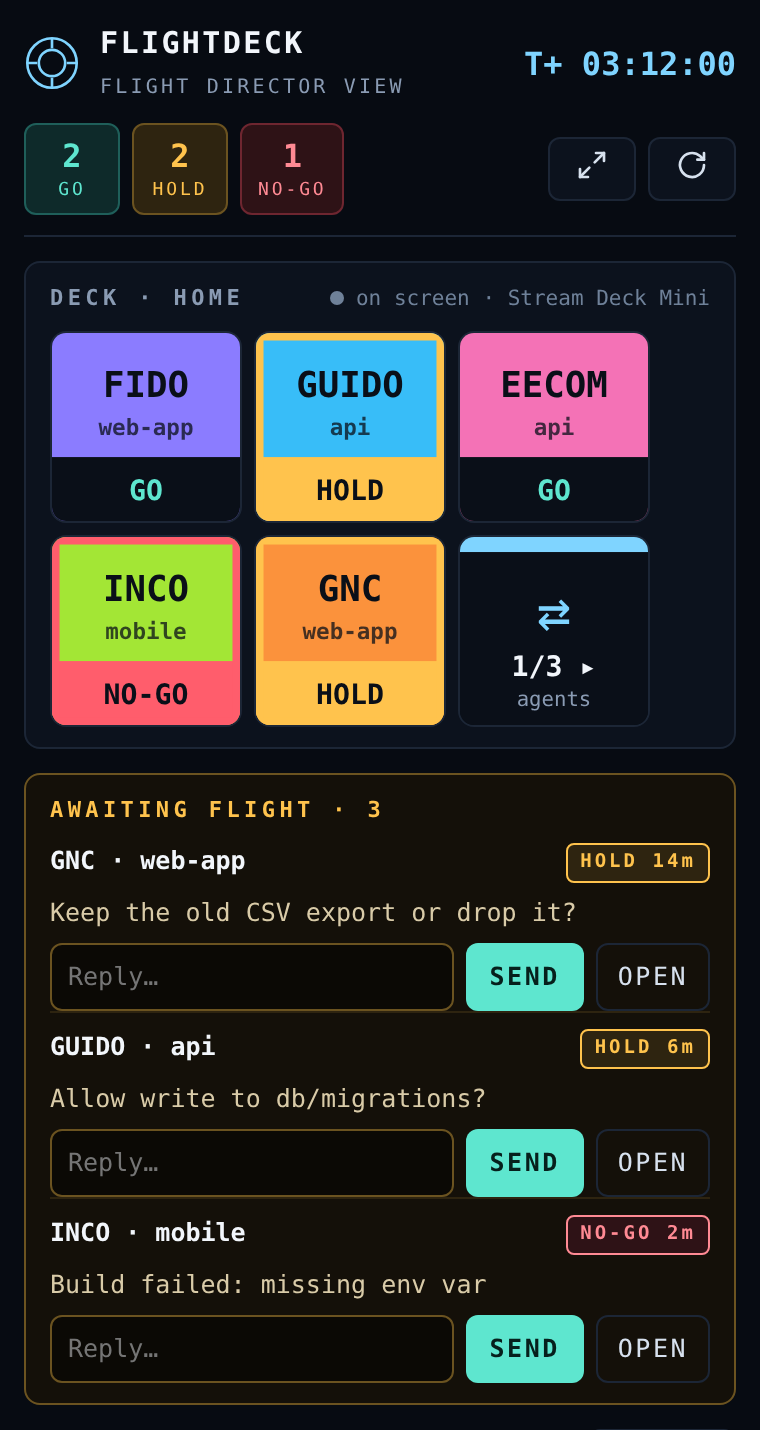 FLIGHTDECK
FLIGHT DIRECTOR VIEW
T+ 03:12:00
2
GO
2
HOLD
1
NO-GO
DECK · HOME
on screen · Stream Deck Mini
FIDO
web-app
GO
GUIDO
api
HOLD
EECOM
api
GO
INCO
mobile
NO-GO
GNC
web-app
HOLD
⇄
1/3 ▸
agents
AWAITING FLIGHT · 3
GNC · web-app
HOLD 14m
Keep the old CSV export or drop it?
Reply…
SEND
OPEN
GUIDO · api
HOLD 6m
Allow write to db/migrations?
Reply…
SEND
OPEN
INCO · mobile
NO-GO 2m
Build failed: missing env var
Reply…
SEND
OPEN